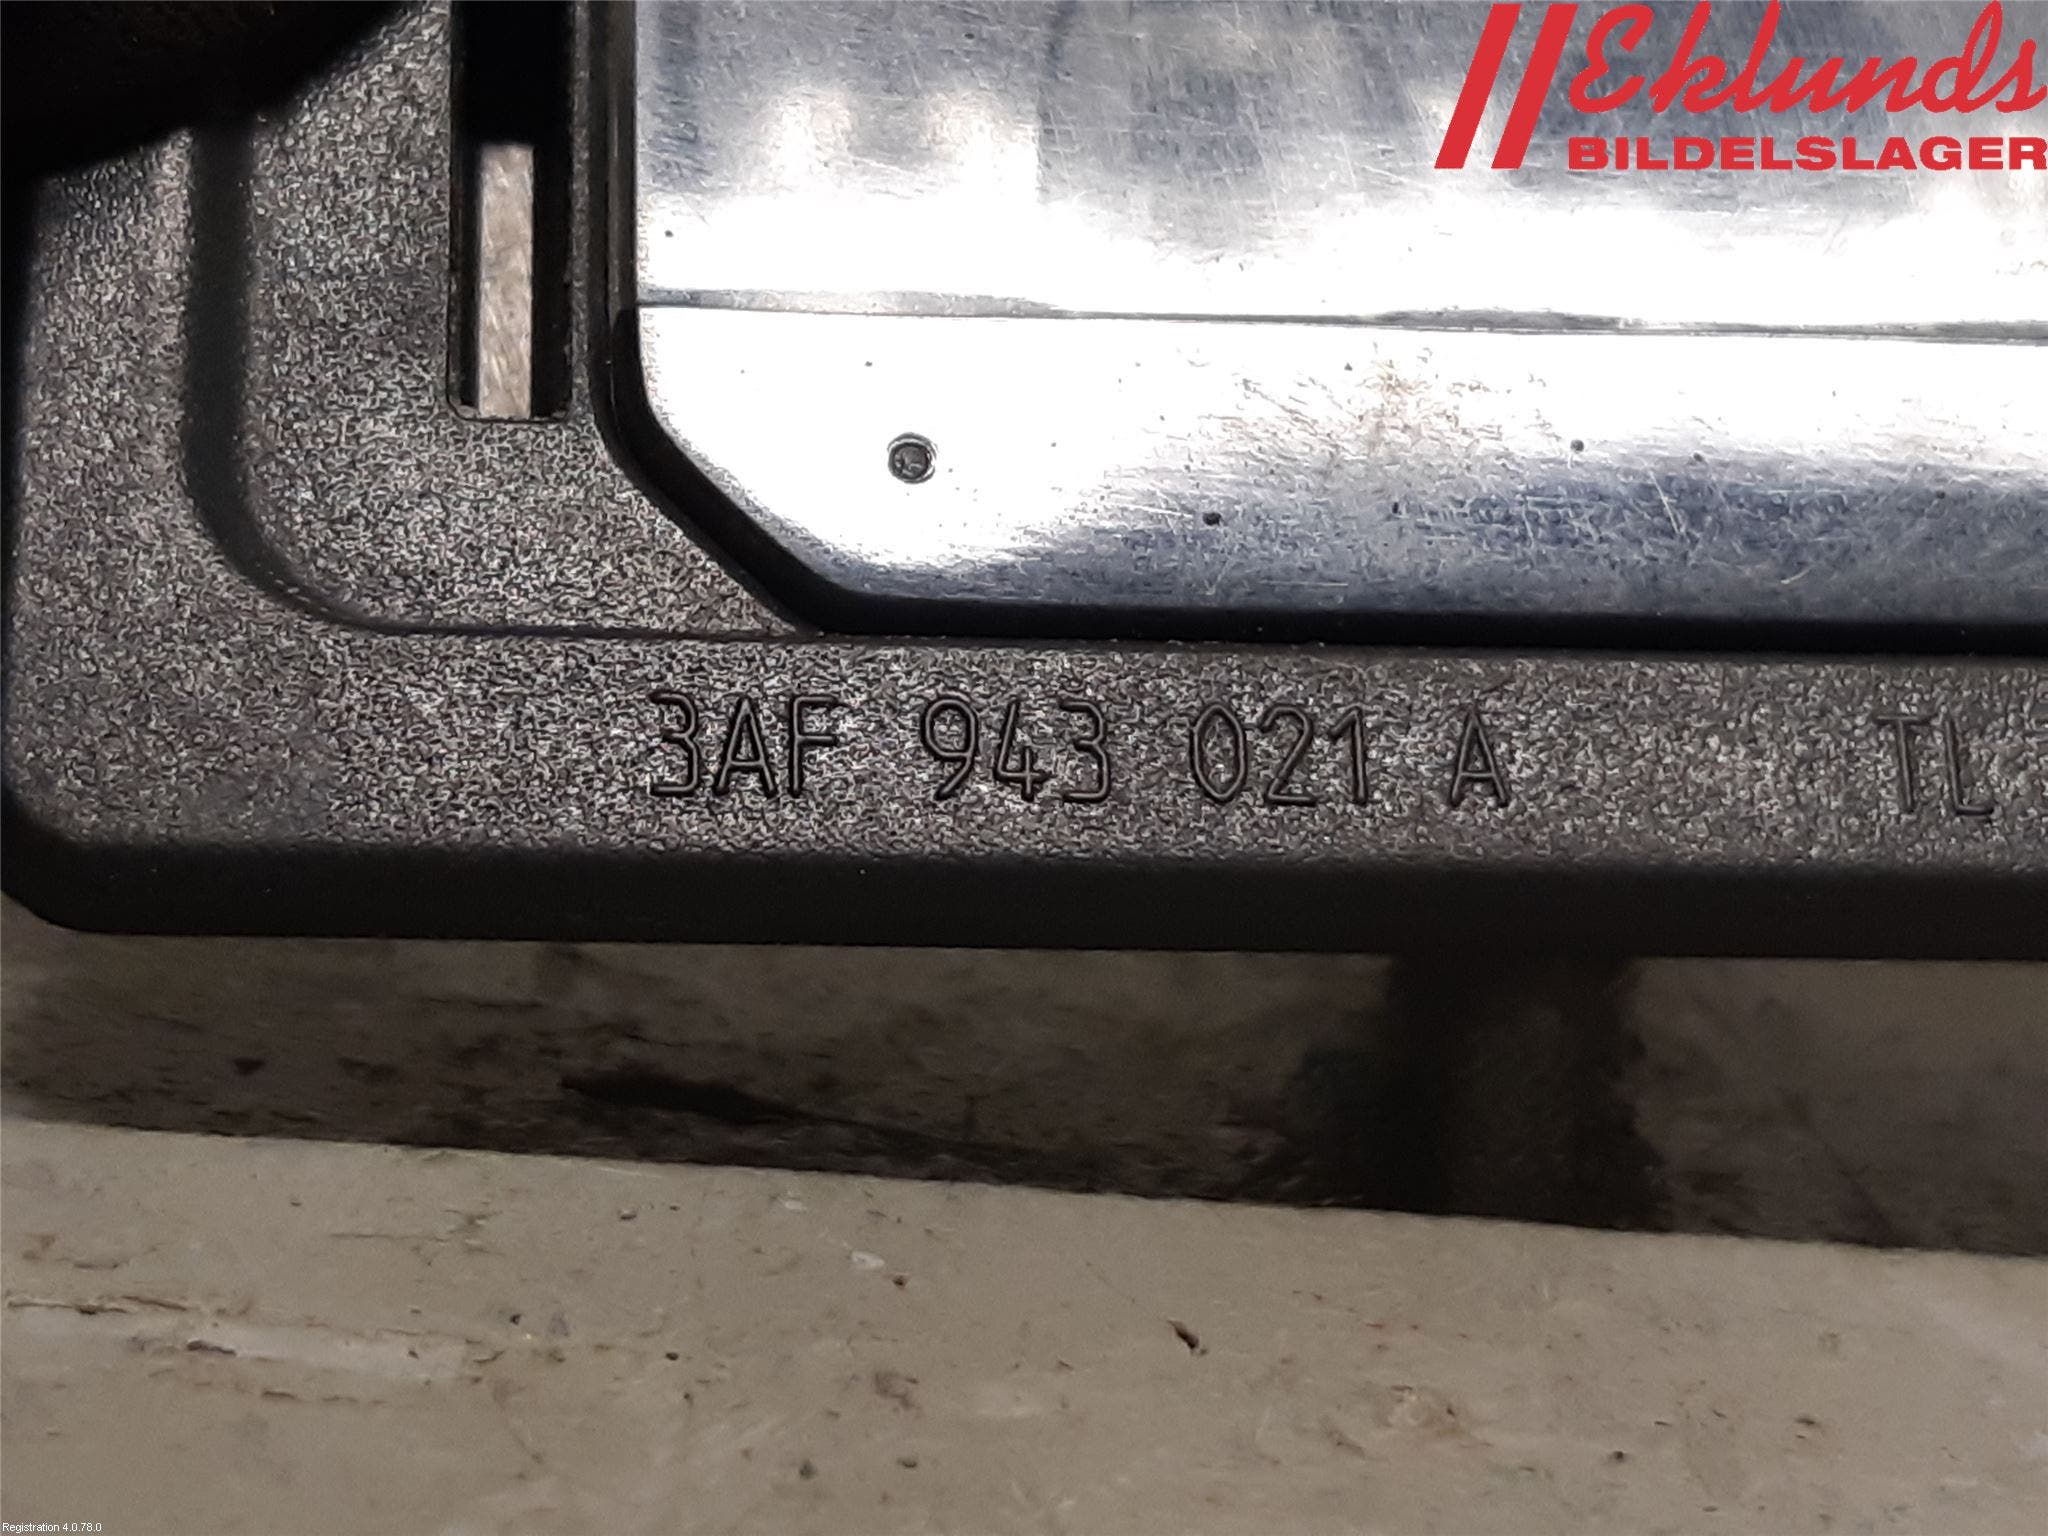 Eklunds
BILDELSLAGER
3AF 943 021 A TL
Registration 4.0.78.0